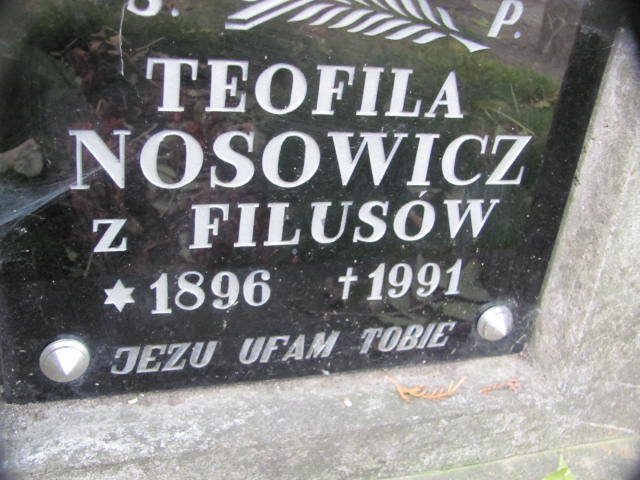 S. P.
TEOFILA
NOSOWICZ
z FILUSÓW
1896 1991
JEZU UFAM TOBIE